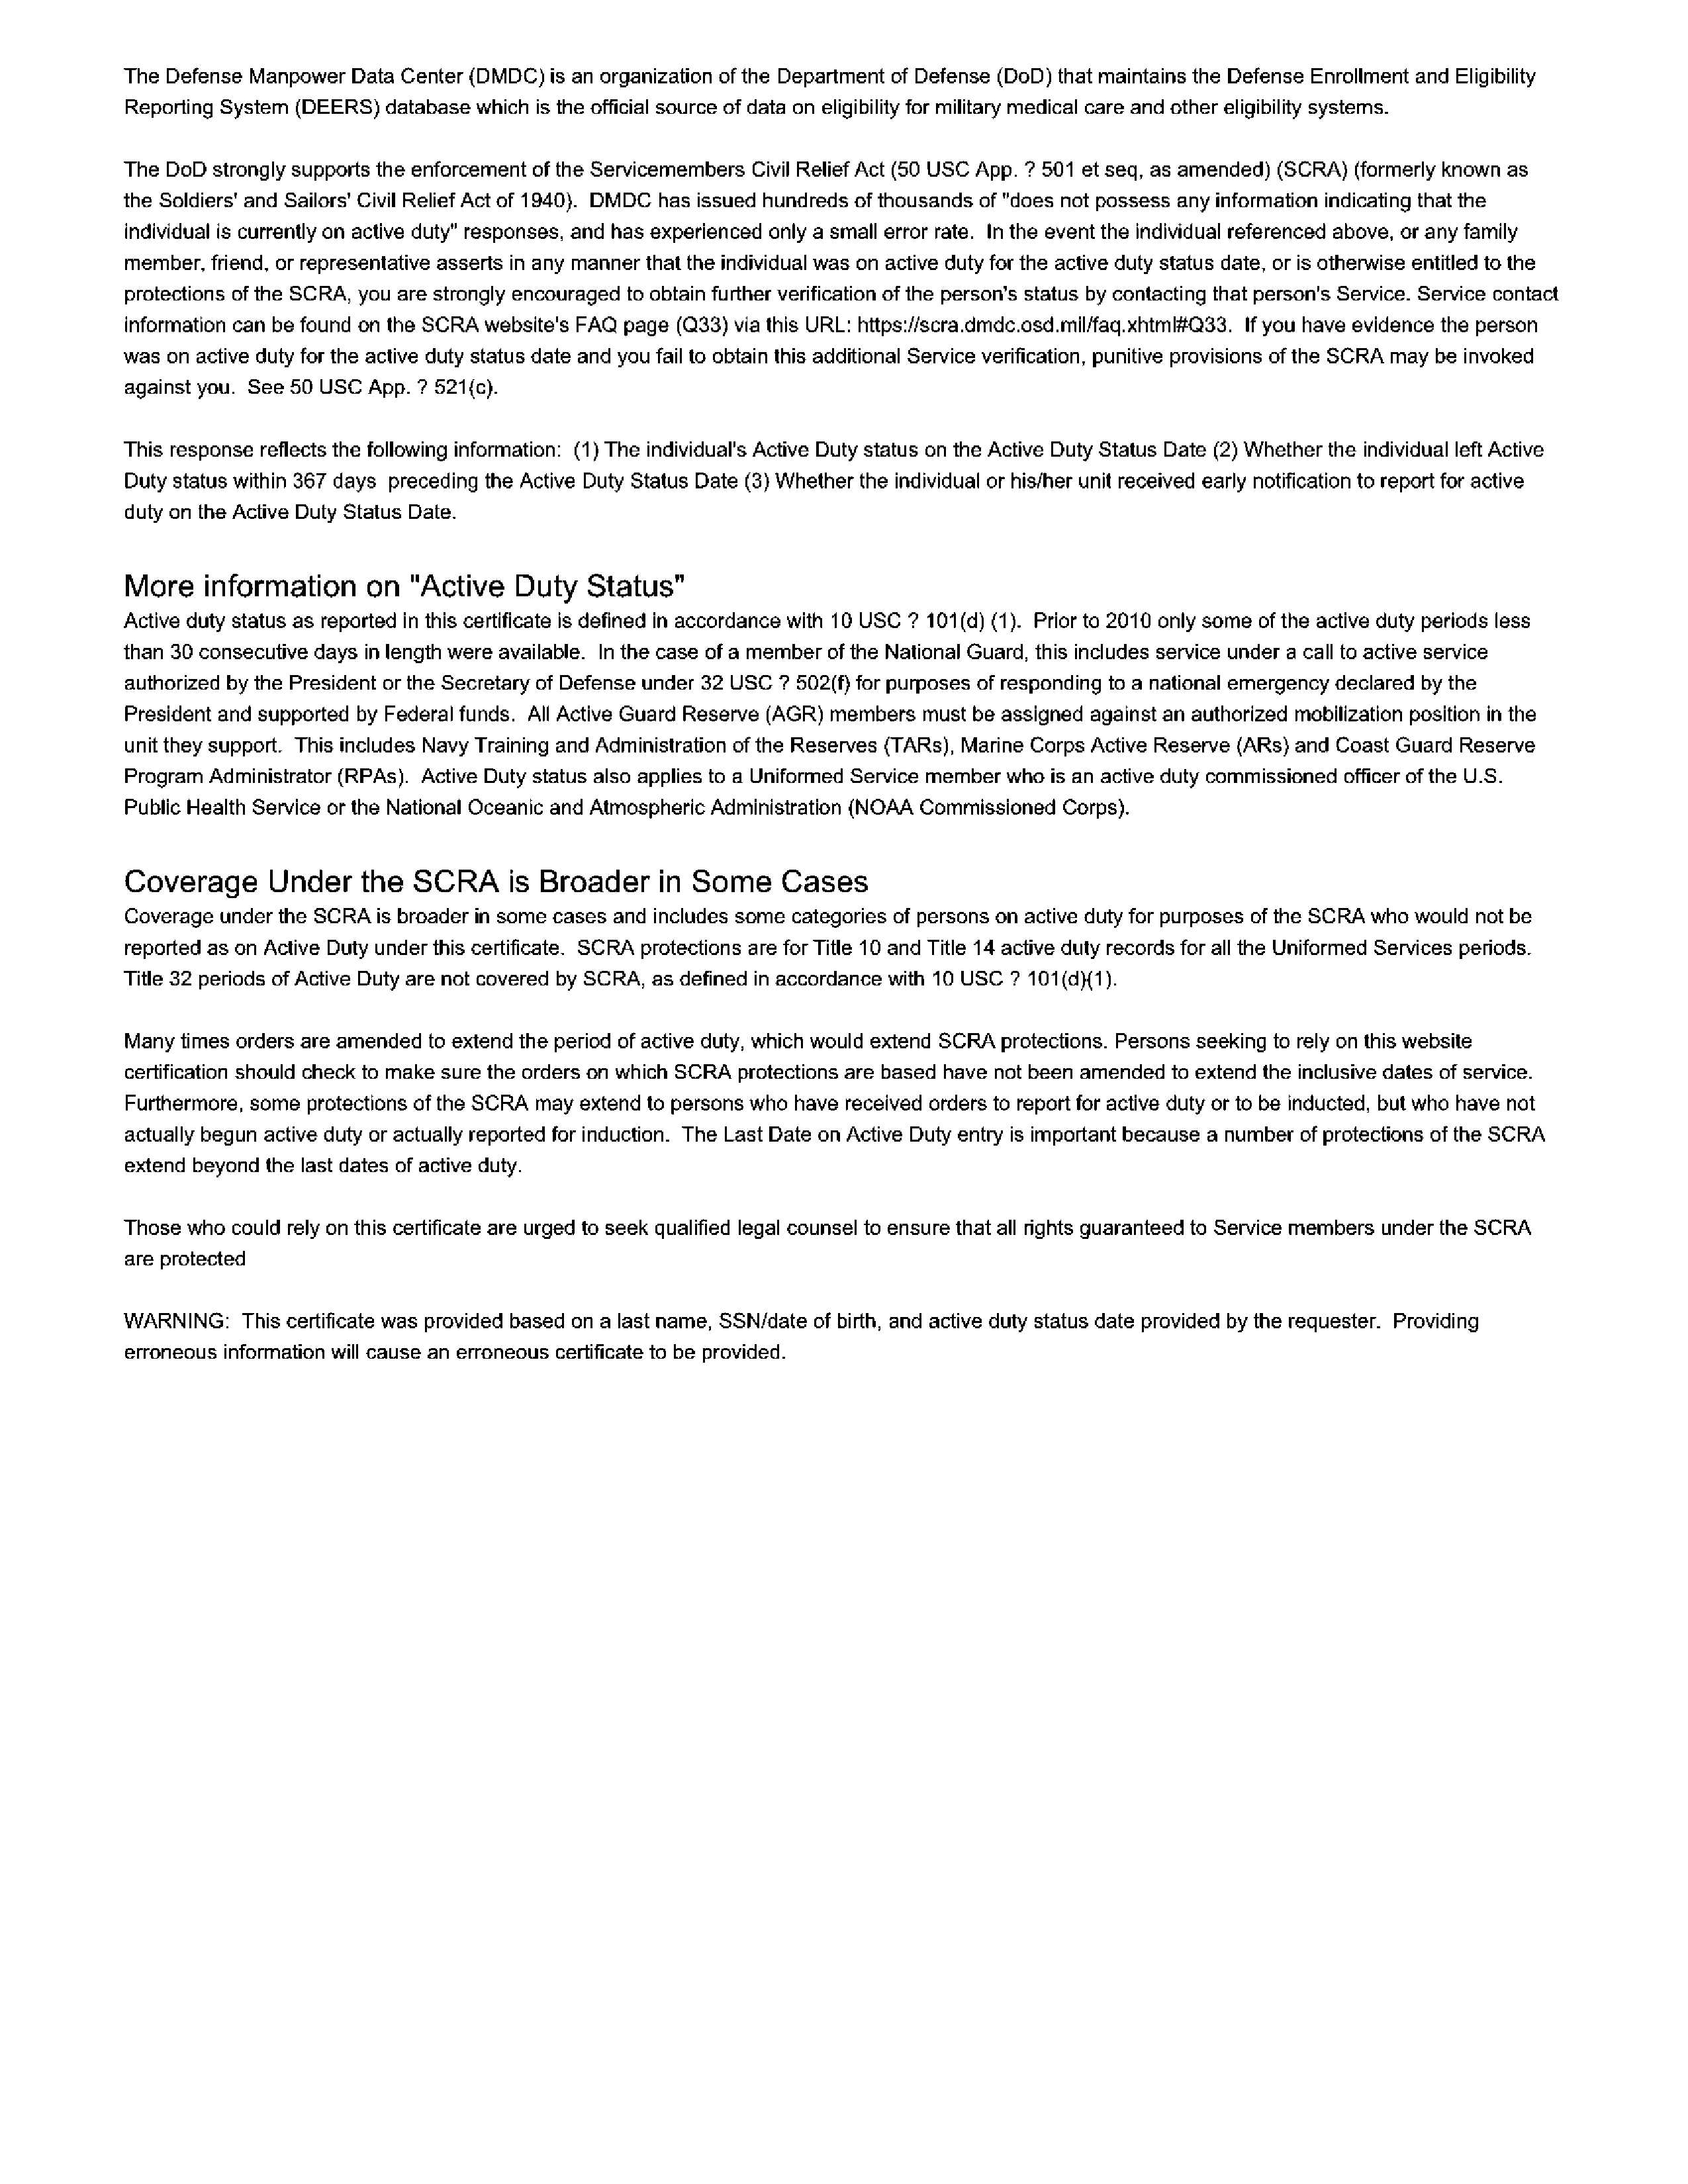 The Defense Manpower Data Center (DMDC) is an organization of the Department of Defense (DoD) that maintains the Defense Enrollment and Eligibility
Reporting System (DEERS) database which is the official source of data on eligibility for military medical care and other eligibility systems.
The DoD strongly supports the enforcement of the Servicemembers Civil Relief Act (50 USC App. ? 501 et seq, as amended) (SCRA) (formerly known as
the Soldiers' and Sailors' Civil Relief Act of 1940).  DMDC has issued hundreds of thousands of "does not possess any information indicating that the
individual is currently on active duty" responses, and has experienced only a small error rate.  In the event the individual referenced above, or any family
member, friend, or representative asserts in any manner that the individual was on active duty for the active duty status date, or is otherwise entitled to the
protections of the SCRA, you are strongly encouraged to obtain further verification of the person's status by contacting that person's Service. Service contact
information can be found on the SCRA website's FAQ page (Q33) via this URL: https://scra.dmdc.osd.mil/faq.xhtml#Q33.  If you have evidence the person
was on active duty for the active duty status date and you fail to obtain this additional Service verification, punitive provisions of the SCRA may be invoked
against you.  See 50 USC App. ? 521(c).
This response reflects the following information:  (1) The individual's Active Duty status on the Active Duty Status Date (2) Whether the individual left Active
Duty status within 367 days  preceding the Active Duty Status Date (3) Whether the individual or his/her unit received early notification to report for active
duty on the Active Duty Status Date.
More information on "Active Duty Status"
Active duty status as reported in this certificate is defined in accordance with 10 USC ? 101(d) (1).  Prior to 2010 only some of the active duty periods less
than 30 consecutive days in length were available.  In the case of a member of the National Guard, this includes service under a call to active service
authorized by the President or the Secretary of Defense under 32 USC ? 502(f) for purposes of responding to a national emergency declared by the
President and supported by Federal funds.  All Active Guard Reserve (AGR) members must be assigned against an authorized mobilization position in the
unit they support.  This includes Navy Training and Administration of the Reserves (TARs), Marine Corps Active Reserve (ARs) and Coast Guard Reserve
Program Administrator (RPAs).  Active Duty status also applies to a Uniformed Service member who is an active duty commissioned officer of the U.S.
Public Health Service or the National Oceanic and Atmospheric Administration (NOAA Commissioned Corps).
Coverage Under the SCRA is Broader in Some Cases
Coverage under the SCRA is broader in some cases and includes some categories of persons on active duty for purposes of the SCRA who would not be
reported as on Active Duty under this certificate.  SCRA protections are for Title 10 and Title 14 active duty records for all the Uniformed Services periods.
Title 32 periods of Active Duty are not covered by SCRA, as defined in accordance with 10 USC ? 101(d)(1).
Many times orders are amended to extend the period of active duty, which would extend SCRA protections. Persons seeking to rely on this website
certification should check to make sure the orders on which SCRA protections are based have not been amended to extend the inclusive dates of service.
Furthermore, some protections of the SCRA may extend to persons who have received orders to report for active duty or to be inducted, but who have not
actually begun active duty or actually reported for induction.  The Last Date on Active Duty entry is important because a number of protections of the SCRA
extend beyond the last dates of active duty.
Those who could rely on this certificate are urged to seek qualified legal counsel to ensure that all rights guaranteed to Service members under the SCRA
are protected
WARNING:  This certificate was provided based on a last name, SSN/date of birth, and active duty status date provided by the requester.  Providing
erroneous information will cause an erroneous certificate to be provided.